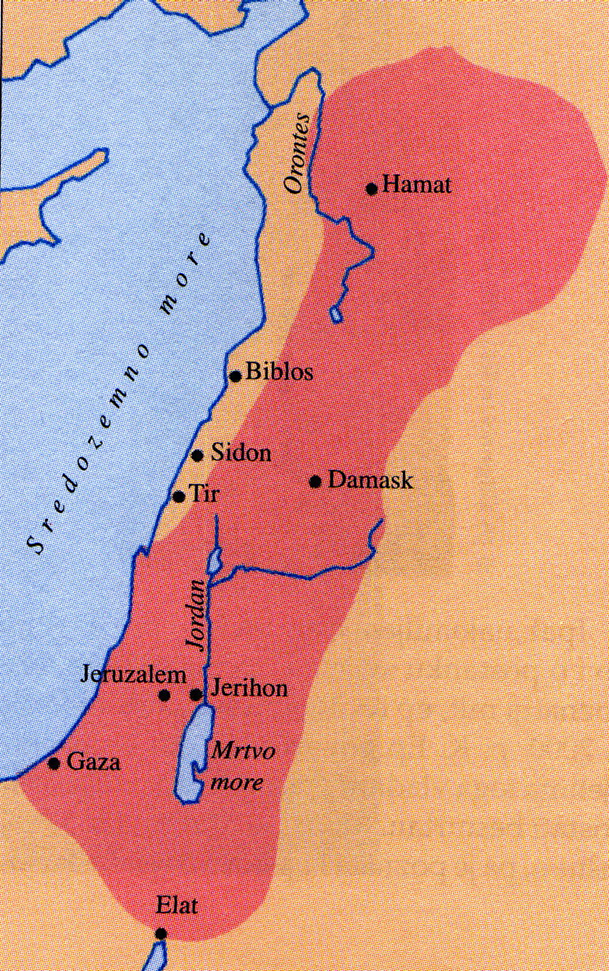 Orontes
Hamat
Sredozemno more
Biblos
Sidon
Damask
Tir
Jordan
Jeruzalem
Jerihon
Gaza
Mrtvo
more
Elat